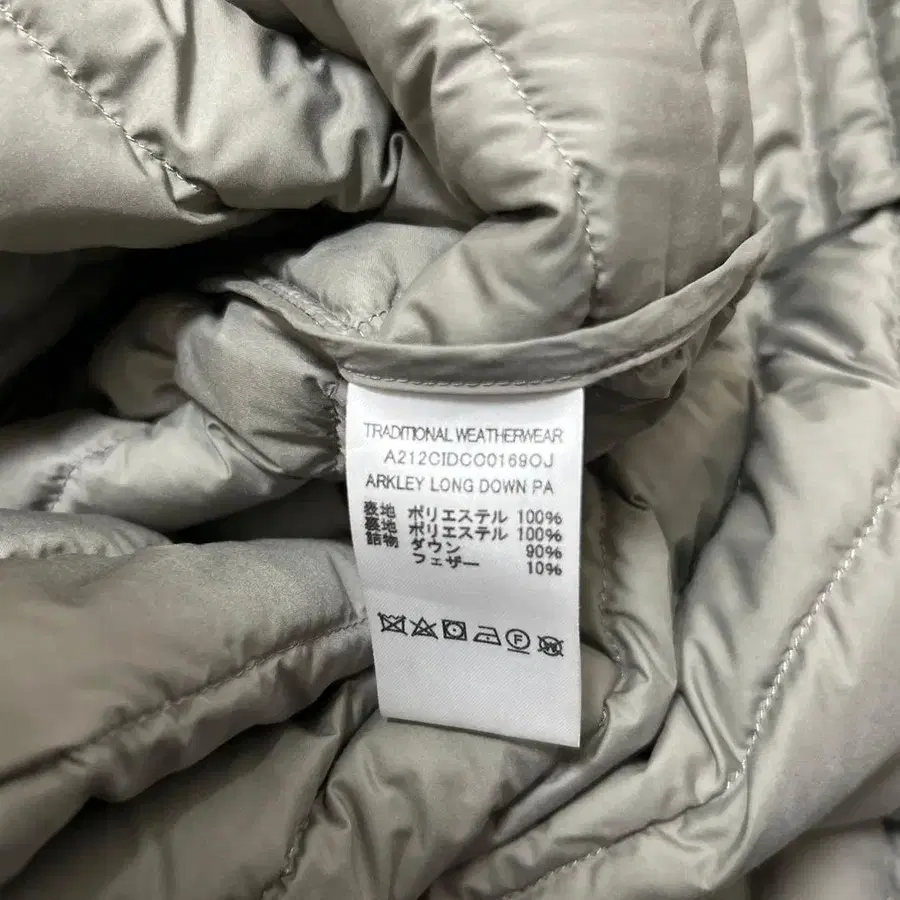 TRADITIONAL WEATHERWEAR
A212CIDCO0169OJ
ARKLEY LONG DOWN PA
表地 ポリエステル 100%
裏地 ポリエステル 100%
詰物 ダウン 90%
フェザー 10%
F W